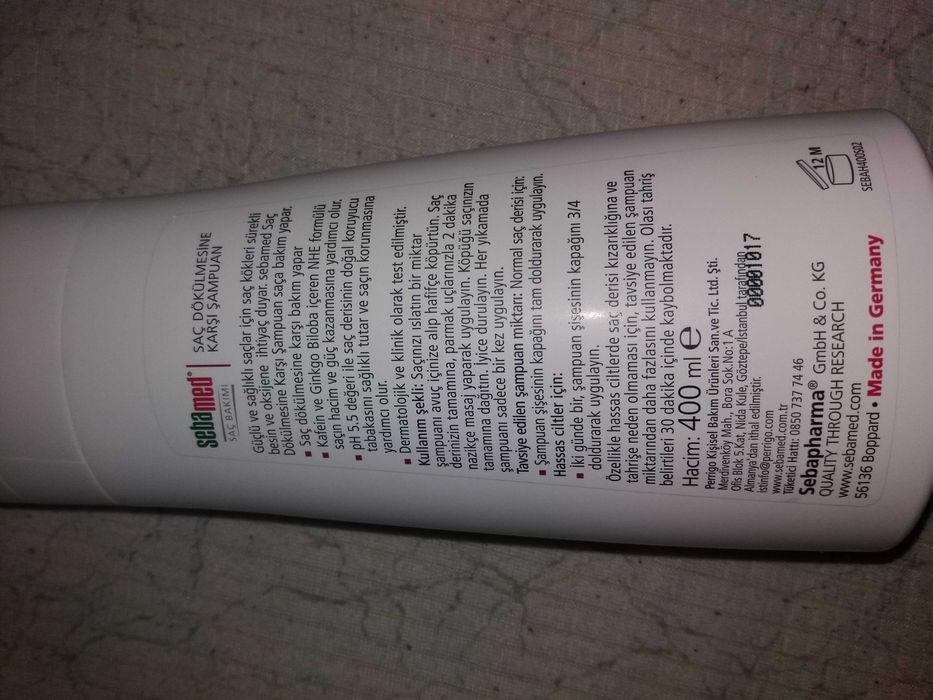 sebamed®
SAÇ BAKIMI
SAÇ DÖKÜLMESİNE
KARŞI ŞAMPUAN
Güçlü ve sağlıklı saçlar için saç kökleri sürekli
besin ve oksijene ihtiyaç duyar. sebamed Saç
Dökülmesine Karşı Şampuan saça bakım yapar.
Saç dökülmesine karşı bakım yapar
Kafein ve Ginkgo Biloba içeren NHE formülü
saçın hacim ve güç kazanmasına yardımcı olur.
pH 5.5 değeri ile saç derisinin doğal koruyucu
tabakasını sağlıklı tutar ve saçın korunmasına
yardımcı olur.
Dermatolojik ve klinik olarak test edilmiştir.
Kullanım şekli: Saçınızı ıslatın bir miktar
şampuanı avuç içinize alıp hafifçe köpürtün. Saç
derinizin tamamına, parmak uçlarınızla 2 dakika
nazikçe masaj yaparak uygulayın. Köpüğü saçınızın
tamamına dağıtın. İyice durulayın. Her yıkamada
şampuanı sadece bir kez uygulayın.
Tavsiye edilen şampuan miktarı: Normal saç derisi için:
Şampuan şişesinin kapağını tam doldurarak uygulayın.
Hassas ciltler için:
İki günde bir, şampuan şişesinin kapağını 3/4
doldurarak uygulayın.
Özellikle hassas ciltlerde saç derisi kızarıklığına ve
tahrişe neden olmaması için, tavsiye edilen şampuan
miktarından daha fazlasını kullanmayın. Olası tahriş
belirtileri 30 dakika içinde kaybolmaktadır.
Hacim: 400 ml e
Perrigo Kişisel Bakım Ürünleri San.ve Tic. Ltd. Şti.
Merdivenköy Mah. Bora Sok.No:1 A
Ofis Blok 5.Kat, Nida Kule, Göztepe/İstanbul tarafından
Almanya'dan ithal edilmiştir.
istinfo@perrigo.com
www.sebamed.com.tr
Tüketici Hattı: 0850 737 74 46
00001017
Sebapharma® GmbH & Co. KG
QUALITY THROUGH RESEARCH
www.sebamed.com
56136 Boppard • Made in Germany
12 M
SEBAH400S02